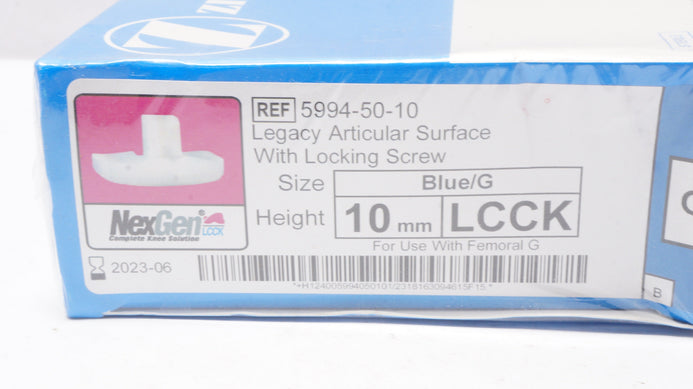 REF 5994-50-10
Legacy Articular Surface
With Locking Screw
Size Blue/G
Height 10 mm LCCK
For Use With Femoral G
NexGen® LCCK
Complete Knee Solution
2023-06
B